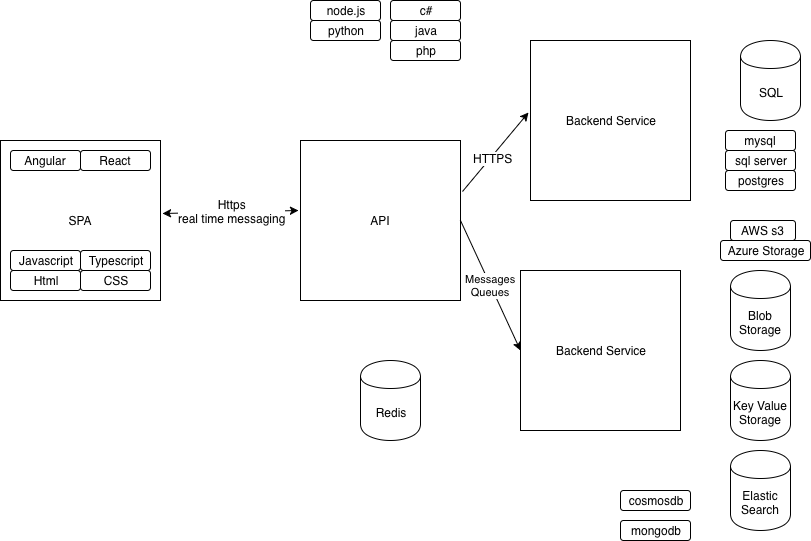 node.js
c#
python
java
php
Backend Service
SQL
mysql
sql server
postgres
Angular
React
SPA
Javascript
Typescript
Html
CSS
Https
real time messaging
API
HTTPS
Messages
Queues
Backend Service
AWS s3
Azure Storage
Blob
Storage
Redis
Key Value
Storage
Elastic
Search
cosmosdb
mongodb